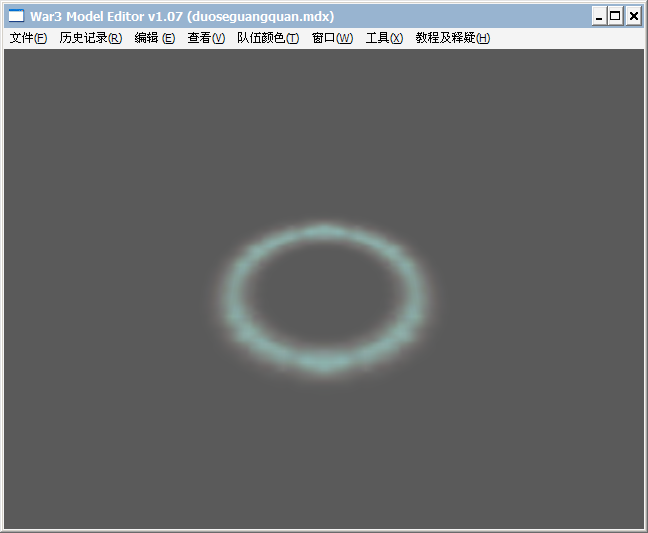 War3 Model Editor v1.07 (duoseguangquan.mdx)
文件(F) 历史记录(R) 编辑 (E) 查看(V) 队伍颜色(T) 窗口(W) 工具(X) 教程及释疑(H)